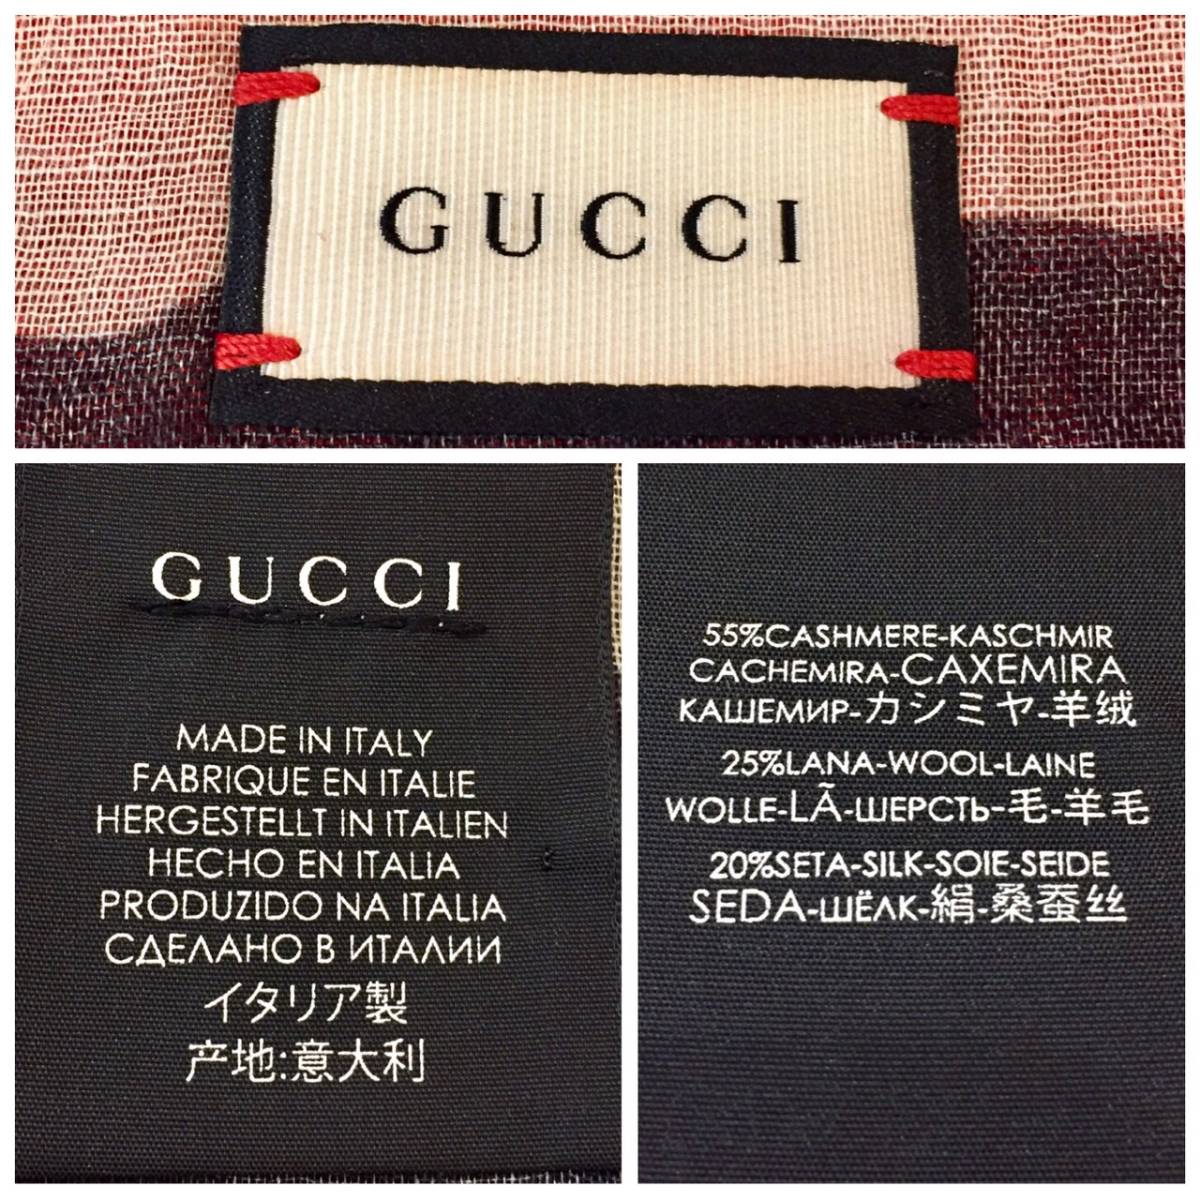 GUCCI
GUCCI
MADE IN ITALY
FABRIQUE EN ITALIE
HERGESTELLT IN ITALIEN
HECHO EN ITALIA
PRODUZIDO NA ITALIA
СДЕЛАНО В ИТАЛИИ
イタリア製
产地:意大利
55%CASHMERE-KASCHMIR
CACHEMIRA-CAXEMIRA
КАШЕМИР-カシミヤ-羊绒
25%LANA-WOOL-LAINE
WOLLE-LÃ-ШЕРСТЬ-毛-羊毛
20%SETA-SILK-SOIE-SEIDE
SEDA-ШЁЛК-絹-桑蚕丝